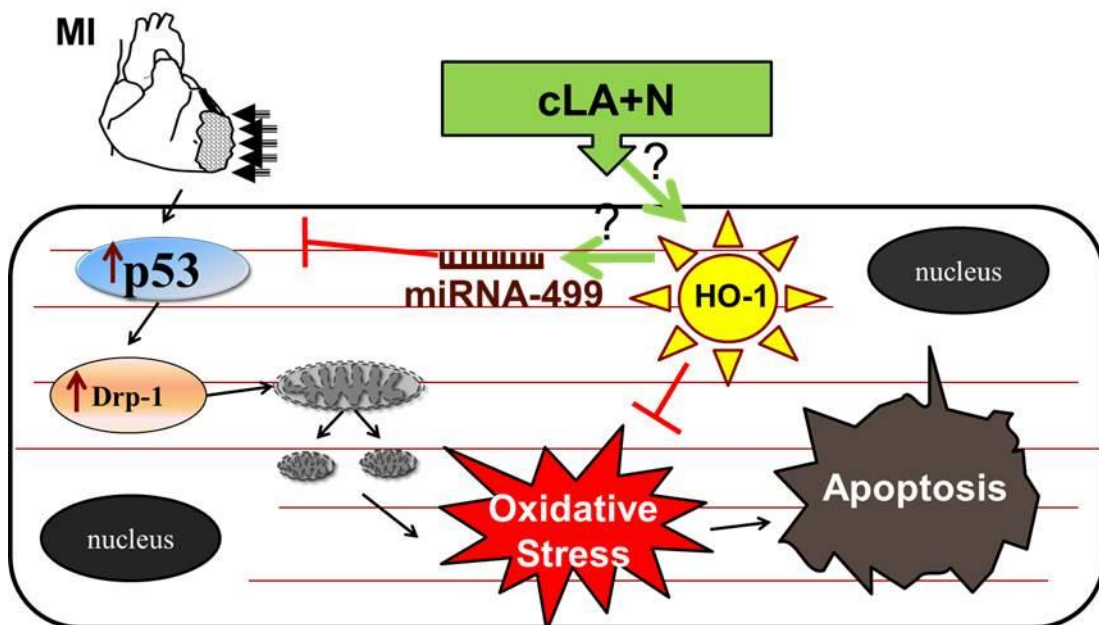 MI
cLA+N
?
?
p53
miRNA-499
HO-1
nucleus
Drp-1
Apoptosis
Oxidative
Stress
nucleus